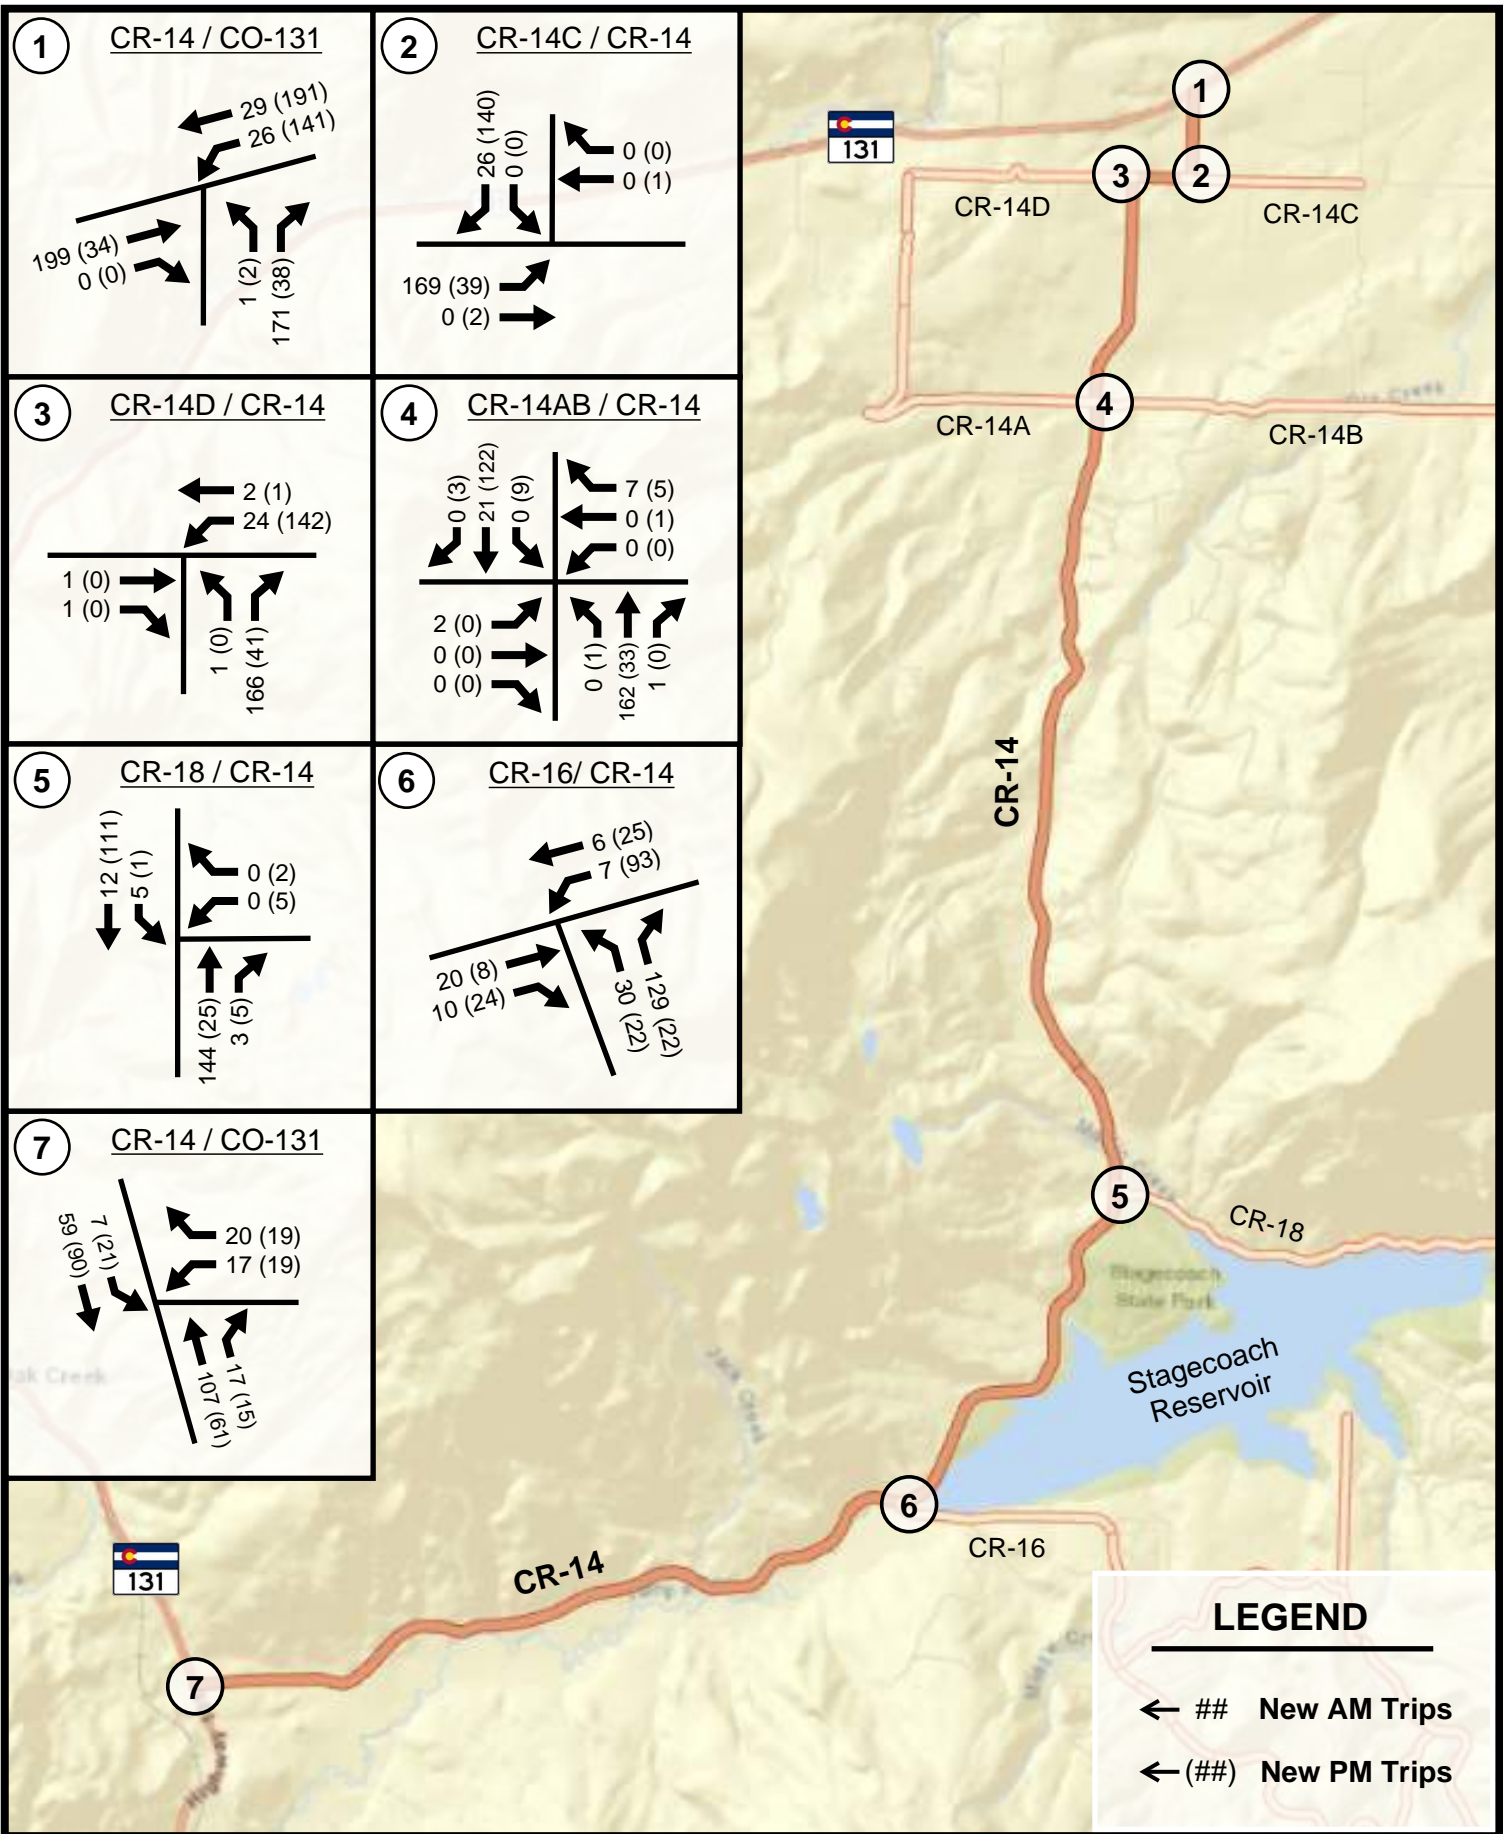 1
CR-14 / CO-131
29 (191)
26 (141)
199 (34)
0 (0)
1 (2)
171 (38)
2
CR-14C / CR-14
26 (140)
0 (0)
0 (0)
0 (1)
169 (39)
0 (2)
3
CR-14D / CR-14
2 (1)
24 (142)
1 (0)
1 (0)
1 (0)
166 (41)
4
CR-14AB / CR-14
0 (3)
21 (122)
0 (9)
7 (5)
0 (1)
0 (0)
2 (0)
0 (0)
0 (0)
0 (1)
162 (33)
1 (0)
5
CR-18 / CR-14
12 (111)
5 (1)
0 (2)
0 (5)
144 (25)
3 (5)
6
CR-16/ CR-14
6 (25)
7 (93)
20 (8)
10 (24)
30 (22)
129 (22)
7
CR-14 / CO-131
59 (90)
7 (21)
20 (19)
17 (19)
107 (61)
17 (15)
1
131
3
2
CR-14D
CR-14C
4
CR-14A
CR-14B
CR-14
5
CR-18
Stagecoach
State Park
Stagecoach
Reservoir
Oak Creek
Jack Creek
6
CR-16
CR-14
131
7
Highway
LEGEND
## New AM Trips
(##) New PM Trips